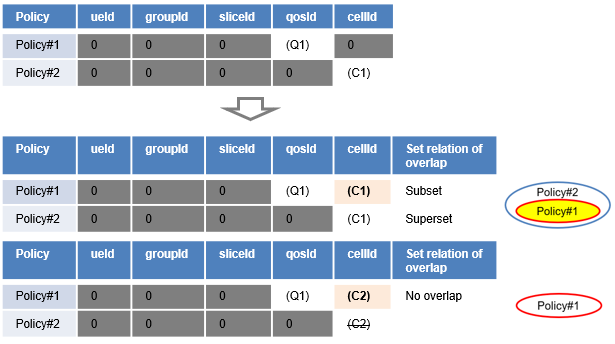 Policy ueId groupId sliceId qosId cellId
Policy#1 0 0 0 (Q1) 0
Policy#2 0 0 0 0 (C1)
Policy ueId groupId sliceId qosId cellId Set relation of
overlap
Policy#1 0 0 0 (Q1) (C1) Subset
Policy#2 0 0 0 0 (C1) Superset
Policy#2
Policy#1
Policy ueId groupId sliceId qosId cellId Set relation of
overlap
Policy#1 0 0 0 (Q1) (C2) No overlap
Policy#2 0 0 0 0 (C2)
Policy#1